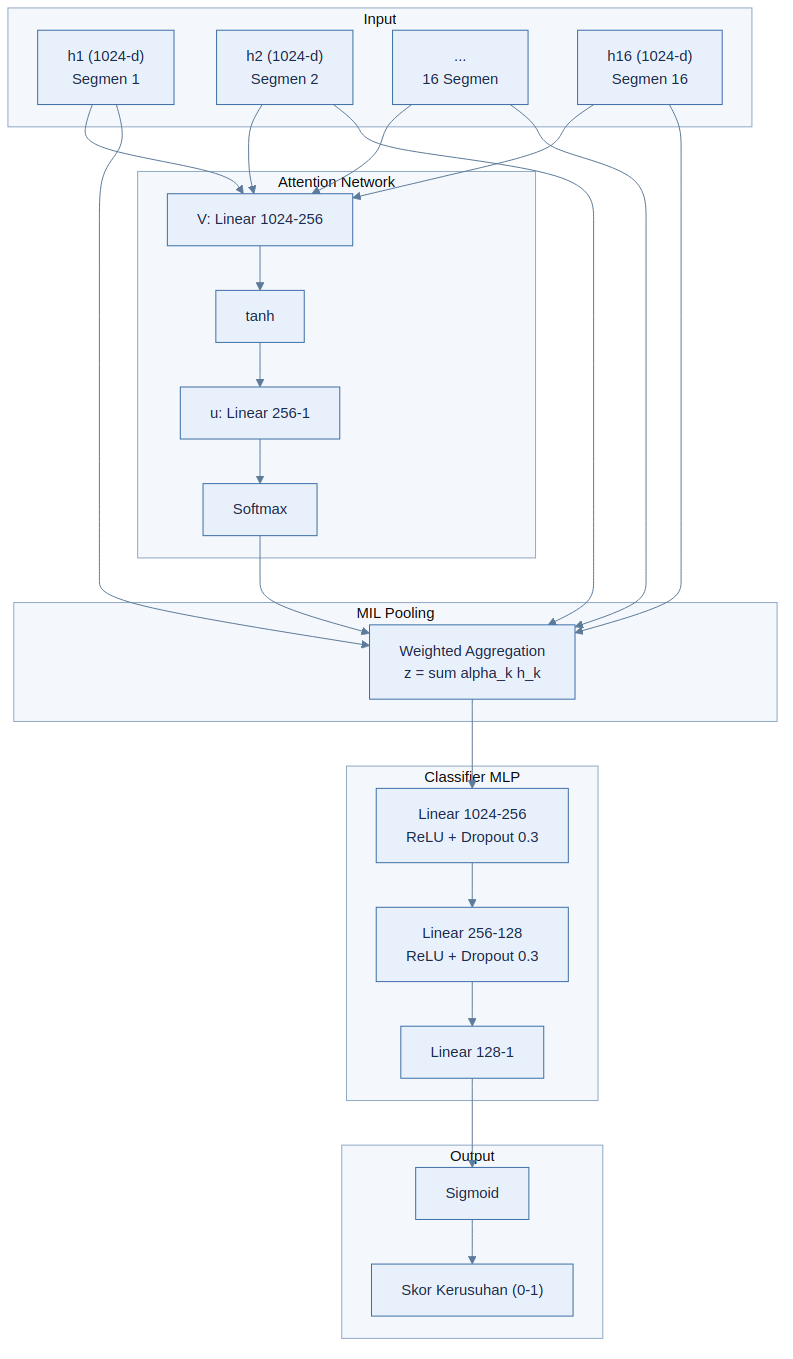 Input
h1 (1024-d)
Segmen 1
h2 (1024-d)
Segmen 2
...
16 Segmen
h16 (1024-d)
Segmen 16
Attention Network
V: Linear 1024-256
tanh
u: Linear 256-1
Softmax
MIL Pooling
Weighted Aggregation
z = sum alpha_k h_k
Classifier MLP
Linear 1024-256
ReLU + Dropout 0.3
Linear 256-128
ReLU + Dropout 0.3
Linear 128-1
Output
Sigmoid
Skor Kerusuhan (0-1)